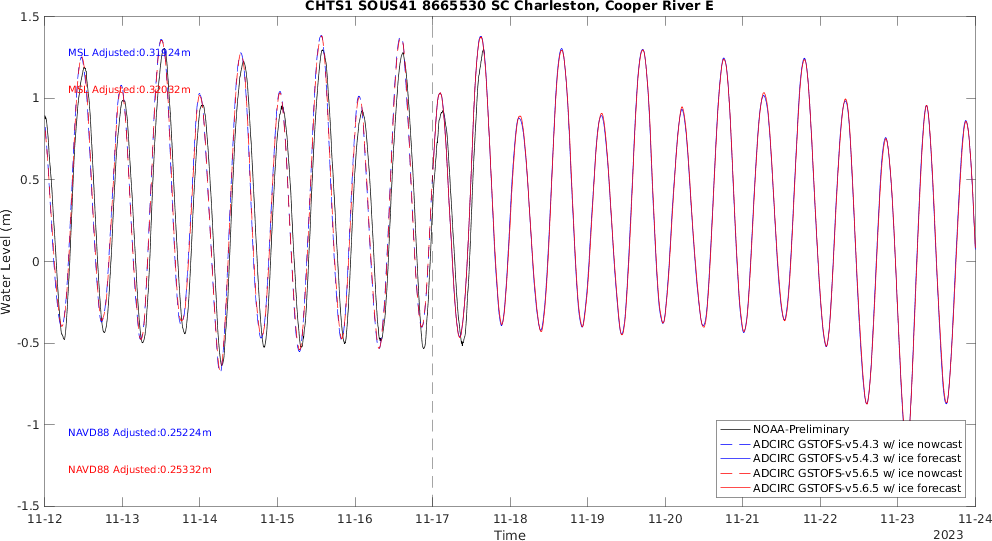 CHTS1 SOUS41 8665530 SC Charleston, Cooper River E
1.5
1
0.5
0
-0.5
-1
-1.5
Water Level (m)
MSL Adjusted:0.31924m
MSL Adjusted:0.32032m
NAVD88 Adjusted:0.25224m
NAVD88 Adjusted:0.25332m
NOAA-Preliminary
ADCIRC GSTOFS-v5.4.3 w/ ice nowcast
ADCIRC GSTOFS-v5.4.3 w/ ice forecast
ADCIRC GSTOFS-v5.6.5 w/ ice nowcast
ADCIRC GSTOFS-v5.6.5 w/ ice forecast
11-12 11-13 11-14 11-15 11-16 11-17 11-18 11-19 11-20 11-21 11-22 11-23 11-24
Time
2023